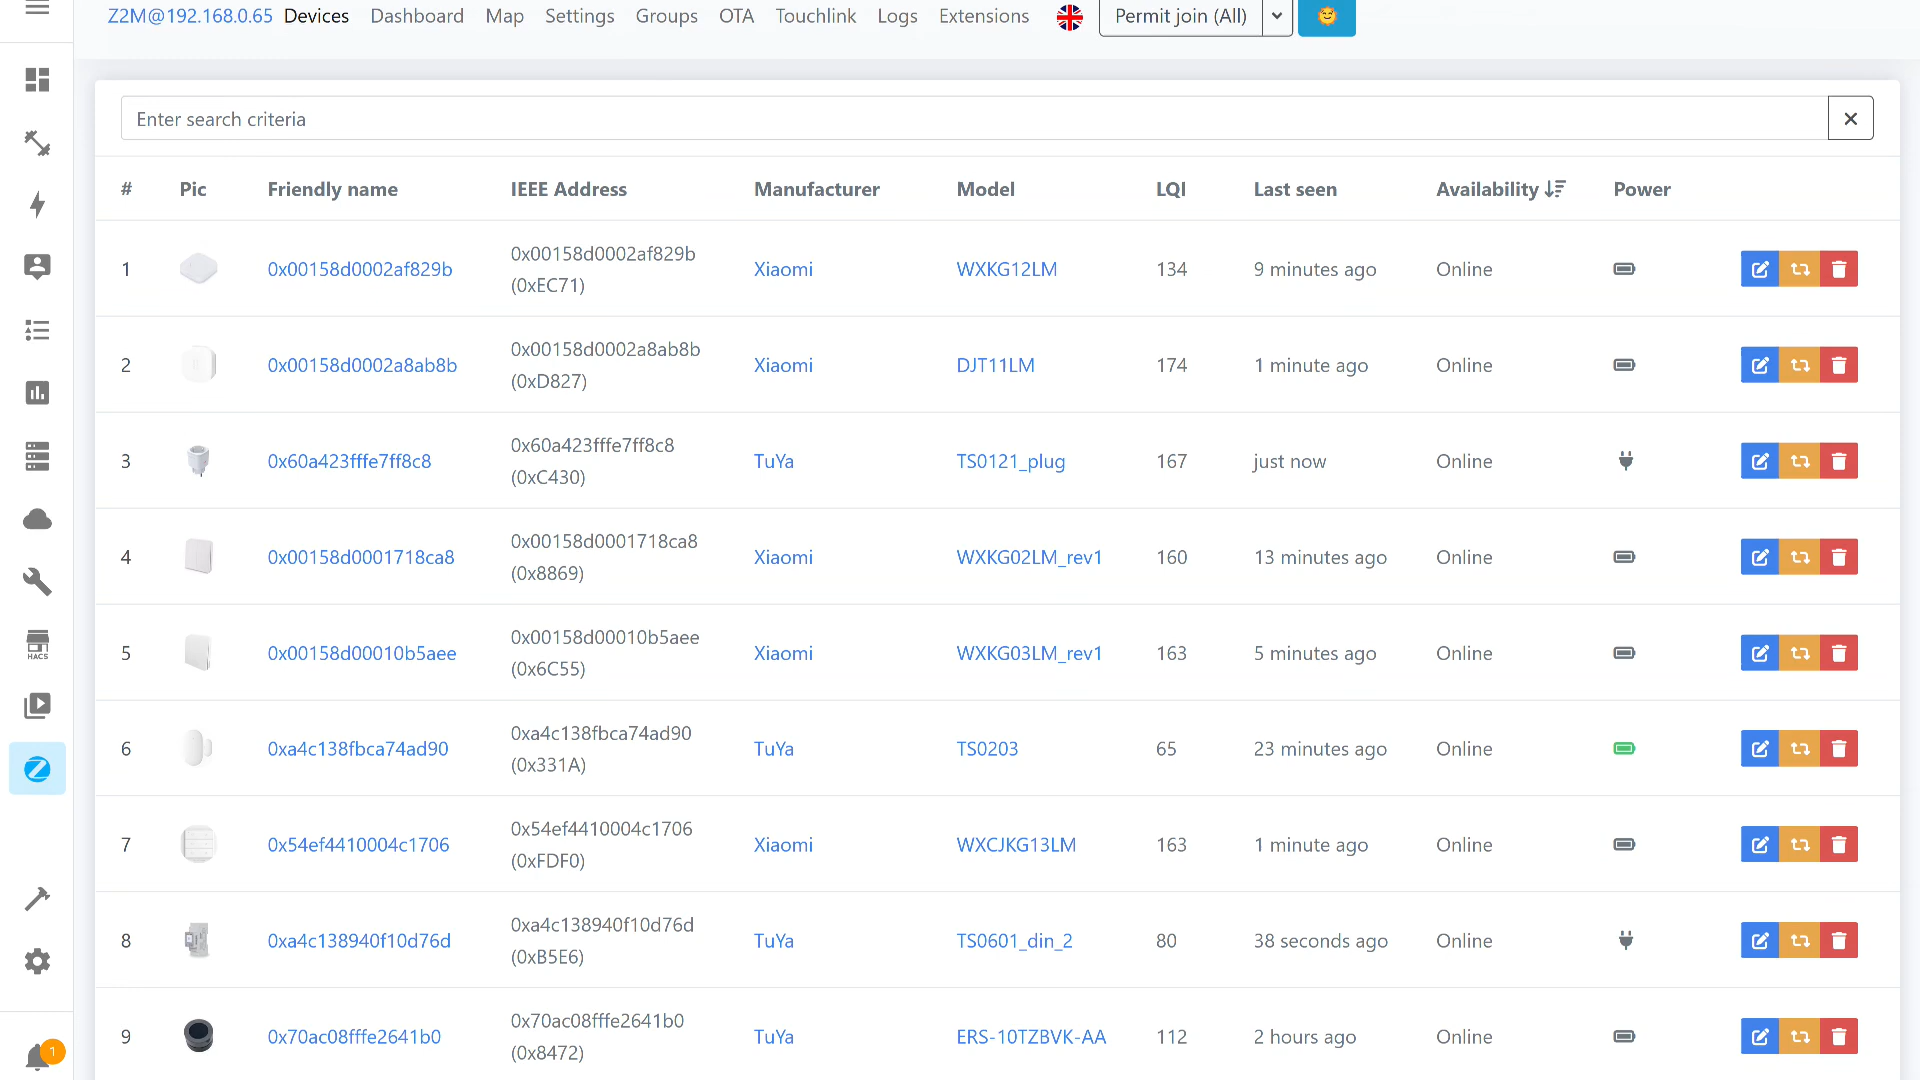 Z2M@192.168.0.65 Devices Dashboard Map Settings Groups OTA Touchlink Logs Extensions Permit join (All)
Enter search criteria
# Pic Friendly name IEEE Address Manufacturer Model LQI Last seen Availability Power
1 0x00158d0002af829b 0x00158d0002af829b (0xEC71) Xiaomi WXKG12LM 134 9 minutes ago Online
2 0x00158d0002a8ab8b 0x00158d0002a8ab8b (0xD827) Xiaomi DJT11LM 174 1 minute ago Online
3 0x60a423fffe7ff8c8 0x60a423fffe7ff8c8 (0xC430) TuYa TS0121_plug 167 just now Online
4 0x00158d0001718ca8 0x00158d0001718ca8 (0x8869) Xiaomi WXKG02LM_rev1 160 13 minutes ago Online
5 0x00158d00010b5aee 0x00158d00010b5aee (0x6C55) Xiaomi WXKG03LM_rev1 163 5 minutes ago Online
HACS
6 0xa4c138fbca74ad90 0xa4c138fbca74ad90 (0x331A) TuYa TS0203 65 23 minutes ago Online
7 0x54ef4410004c1706 0x54ef4410004c1706 (0xFDF0) Xiaomi WXCJKG13LM 163 1 minute ago Online
8 0xa4c138940f10d76d 0xa4c138940f10d76d (0xB5E6) TuYa TS0601_din_2 80 38 seconds ago Online
9 0x70ac08fffe2641b0 0x70ac08fffe2641b0 (0x8472) TuYa ERS-10TZBVK-AA 112 2 hours ago Online
1